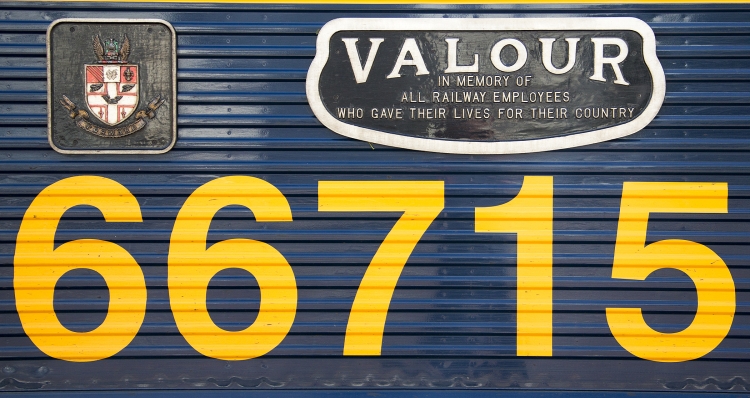 VALOUR
IN MEMORY OF
ALL RAILWAY EMPLOYEES
WHO GAVE THEIR LIVES FOR THEIR COUNTRY
66715